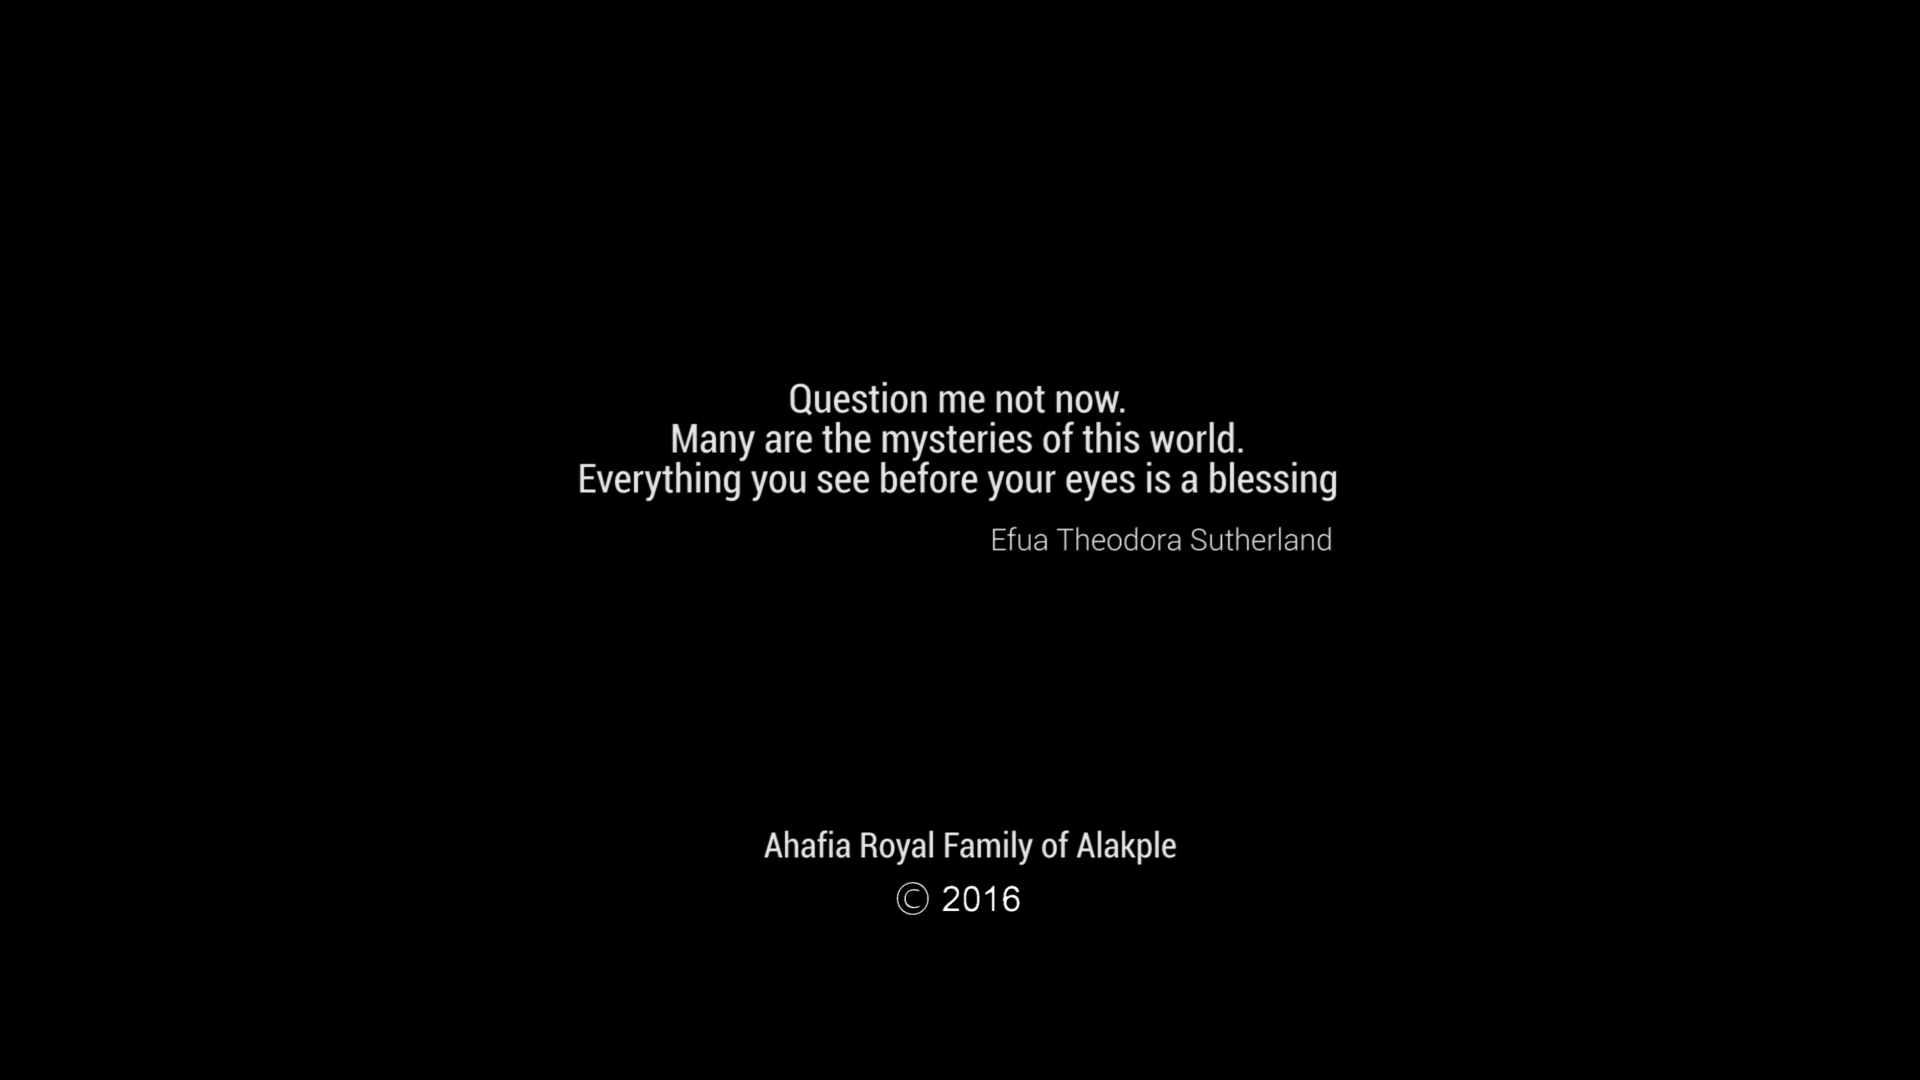 Question me not now.
Many are the mysteries of this world.
Everything you see before your eyes is a blessing
Efua Theodora Sutherland
Ahafia Royal Family of Alakple
© 2016